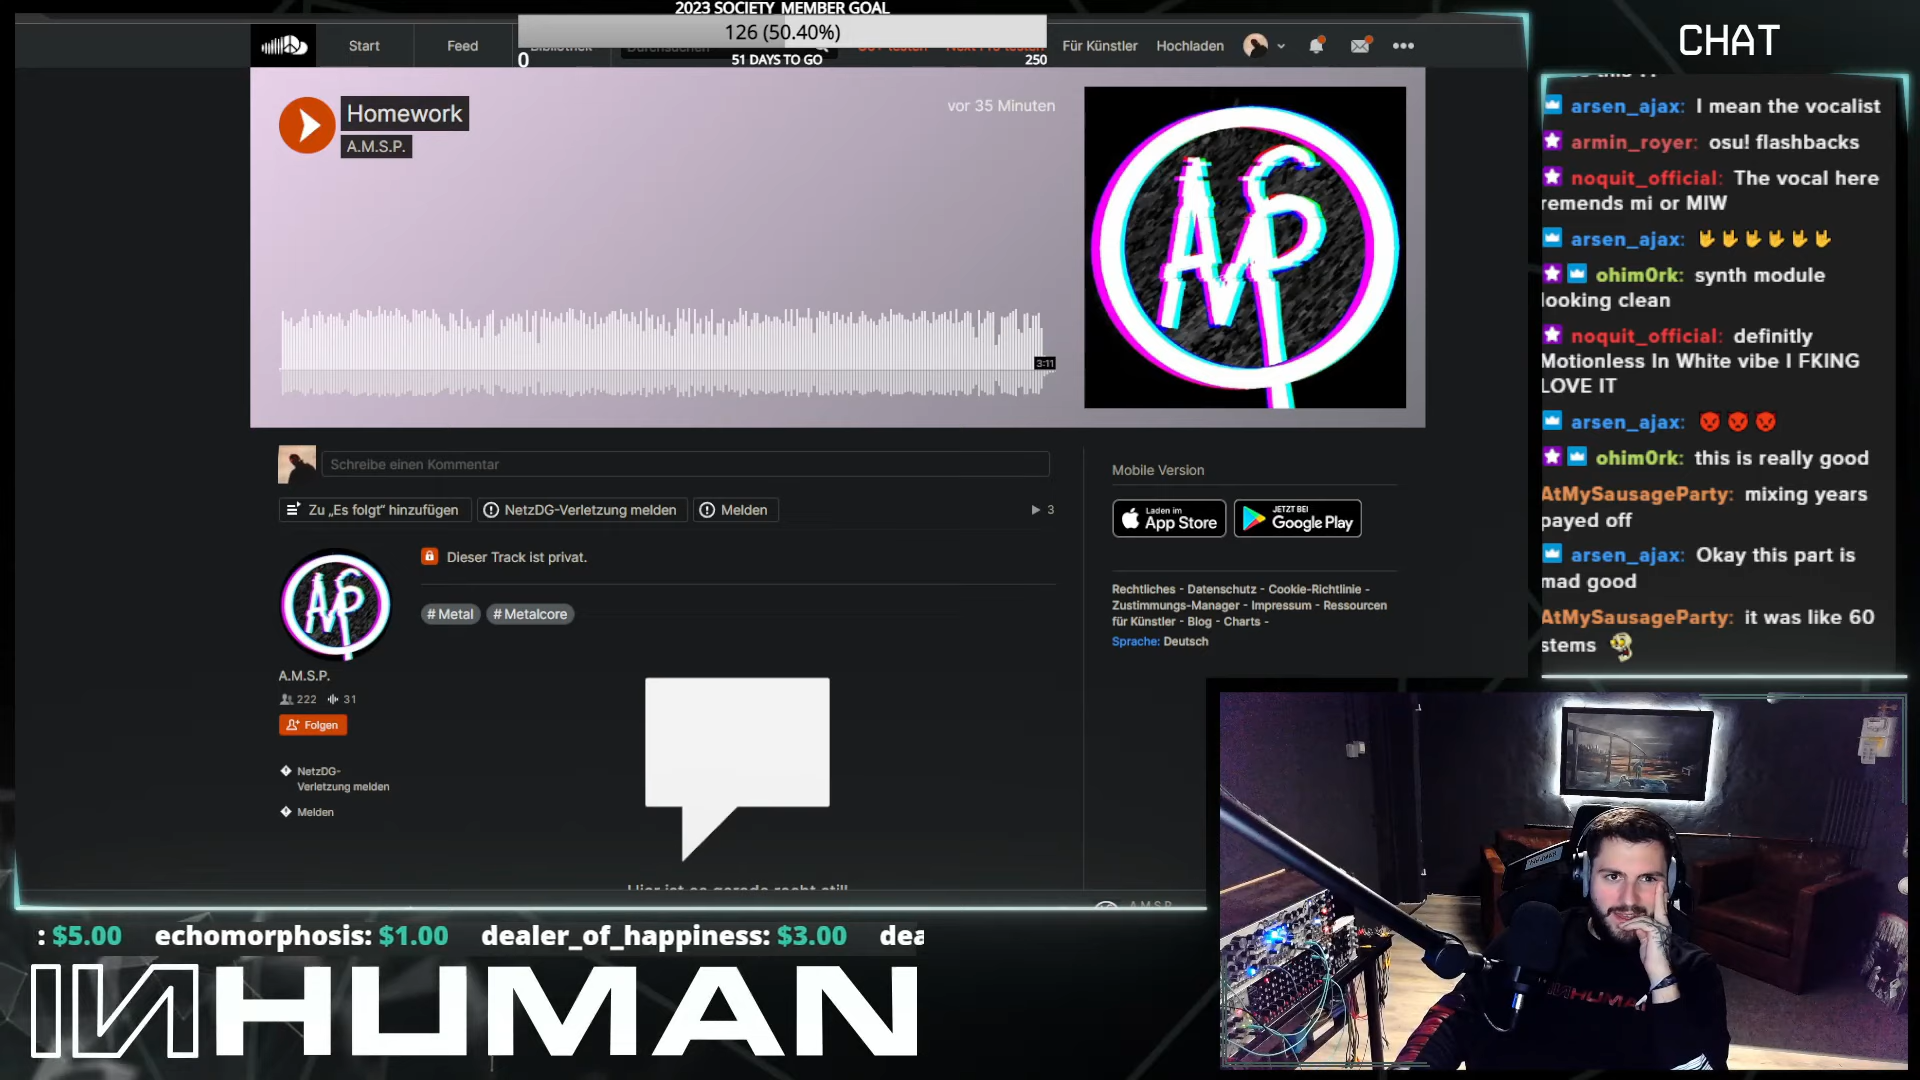 2023 SOCIETY MEMBER GOAL
126 (50.40%)
0
51 DAYS TO GO
250
Start
Feed
Bibliothek
Durchsuchen
Für Künstler
Hochladen
Homework
A.M.S.P.
vor 35 Minuten
3:11
Schreibe einen Kommentar
Zu „Es folgt“ hinzufügen
NetzDG-Verletzung melden
Melden
3
Dieser Track ist privat.
# Metal
# Metalcore
A.M.S.P.
222
31
Folgen
NetzDG-
Verletzung melden
Melden
Mobile Version
Laden im
App Store
JETZT BEI
Google Play
Rechtliches - Datenschutz - Cookie-Richtlinie -
Zustimmungs-Manager - Impressum - Ressourcen
für Künstler - Blog - Charts -
Sprache: Deutsch
A.M.S.P.
CHAT
arsen_ajax: I mean the vocalist
armin_royer: osu! flashbacks
noquit_official: The vocal here
remends mi or MIW
arsen_ajax:
ohim0rk: synth module
looking clean
noquit_official: definitly
Motionless In White vibe I FKING
LOVE IT
arsen_ajax:
ohim0rk: this is really good
AtMySausageParty: mixing years
payed off
arsen_ajax: Okay this part is
mad good
AtMySausageParty: it was like 60
stems
: $5.00 echomorphosis: $1.00 dealer_of_happiness: $3.00 dea
INHUMAN